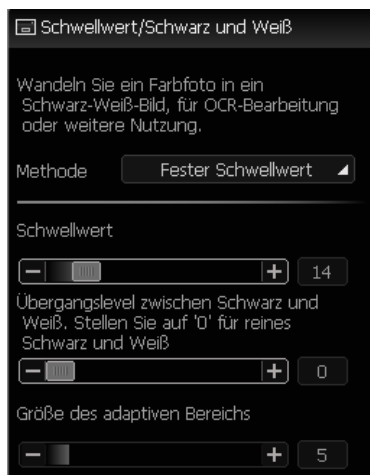 Schwellwert/Schwarz und Weiß
Wandeln Sie ein Farbfoto in ein
Schwarz-Weiß-Bild, für OCR-Bearbeitung
oder weitere Nutzung.
Methode Fester Schwellwert
Schwellwert
14
Übergangslevel zwischen Schwarz und
Weiß. Stellen Sie auf '0' für reines
Schwarz und Weiß
0
Größe des adaptiven Bereichs
5